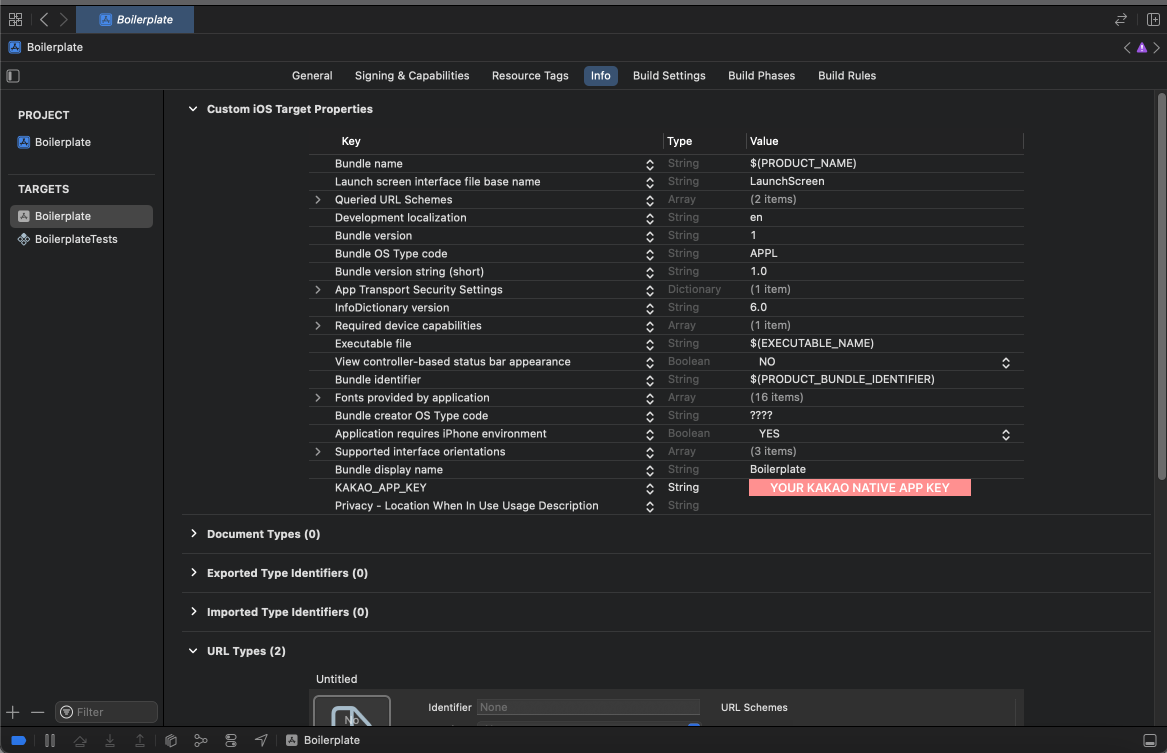 Boilerplate
Boilerplate
General Signing & Capabilities Resource Tags Info Build Settings Build Phases Build Rules
PROJECT
Boilerplate
TARGETS
Boilerplate
BoilerplateTests
Filter
Custom iOS Target Properties
Key Type Value
Bundle name String $(PRODUCT_NAME)
Launch screen interface file base name String LaunchScreen
Queried URL Schemes Array (2 items)
Development localization String en
Bundle version String 1
Bundle OS Type code String APPL
Bundle version string (short) String 1.0
App Transport Security Settings Dictionary (1 item)
InfoDictionary version String 6.0
Required device capabilities Array (1 item)
Executable file String $(EXECUTABLE_NAME)
View controller-based status bar appearance Boolean NO
Bundle identifier String $(PRODUCT_BUNDLE_IDENTIFIER)
Fonts provided by application Array (16 items)
Bundle creator OS Type code String ????
Application requires iPhone environment Boolean YES
Supported interface orientations Array (3 items)
Bundle display name String Boilerplate
KAKAO_APP_KEY String YOUR KAKAO NATIVE APP KEY
Privacy - Location When In Use Usage Description String
Document Types (0)
Exported Type Identifiers (0)
Imported Type Identifiers (0)
URL Types (2)
Untitled
No
Identifier None URL Schemes
Boilerplate